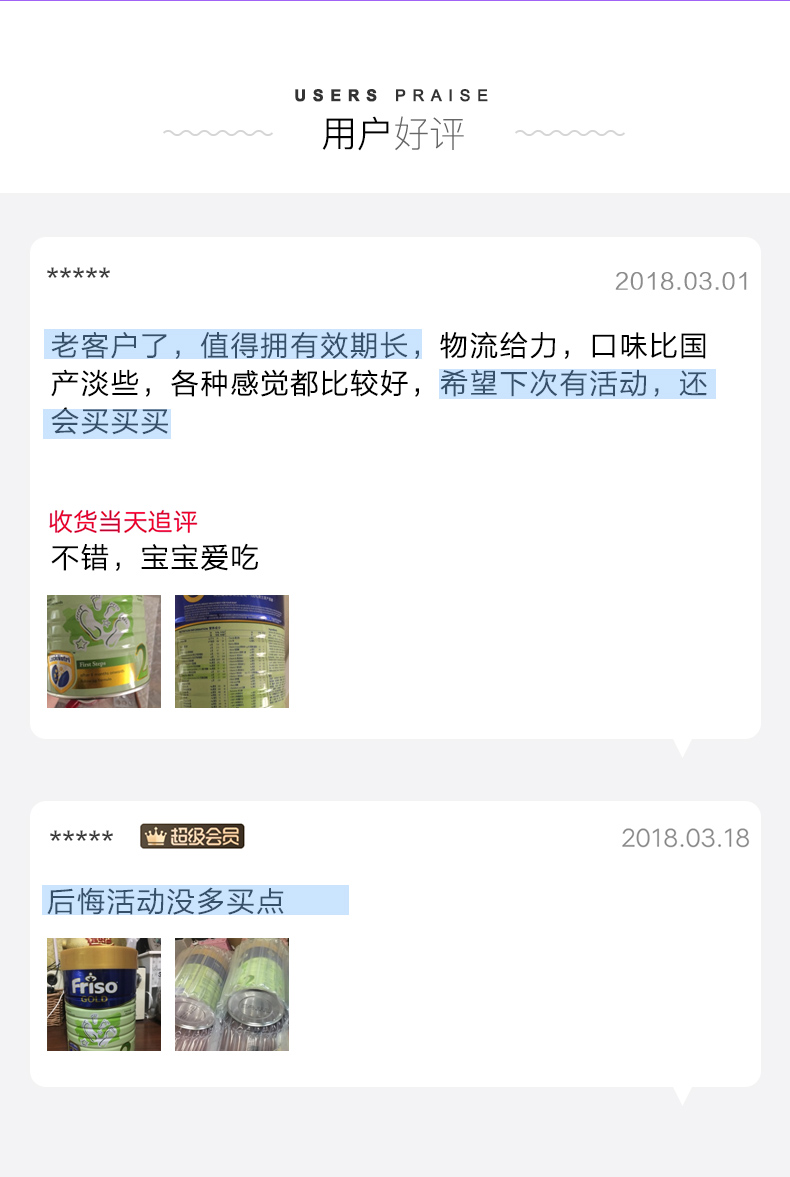 USERS PRAISE
用户好评
*****
2018.03.01
老客户了，值得拥有效期长，物流给力，口味比国
产淡些，各种感觉都比较好，希望下次有活动，还
会买买买
收货当天追评
不错，宝宝爱吃
First Steps
2
***** 超级会员
2018.03.18
后悔活动没多买点
Friso
GOLD